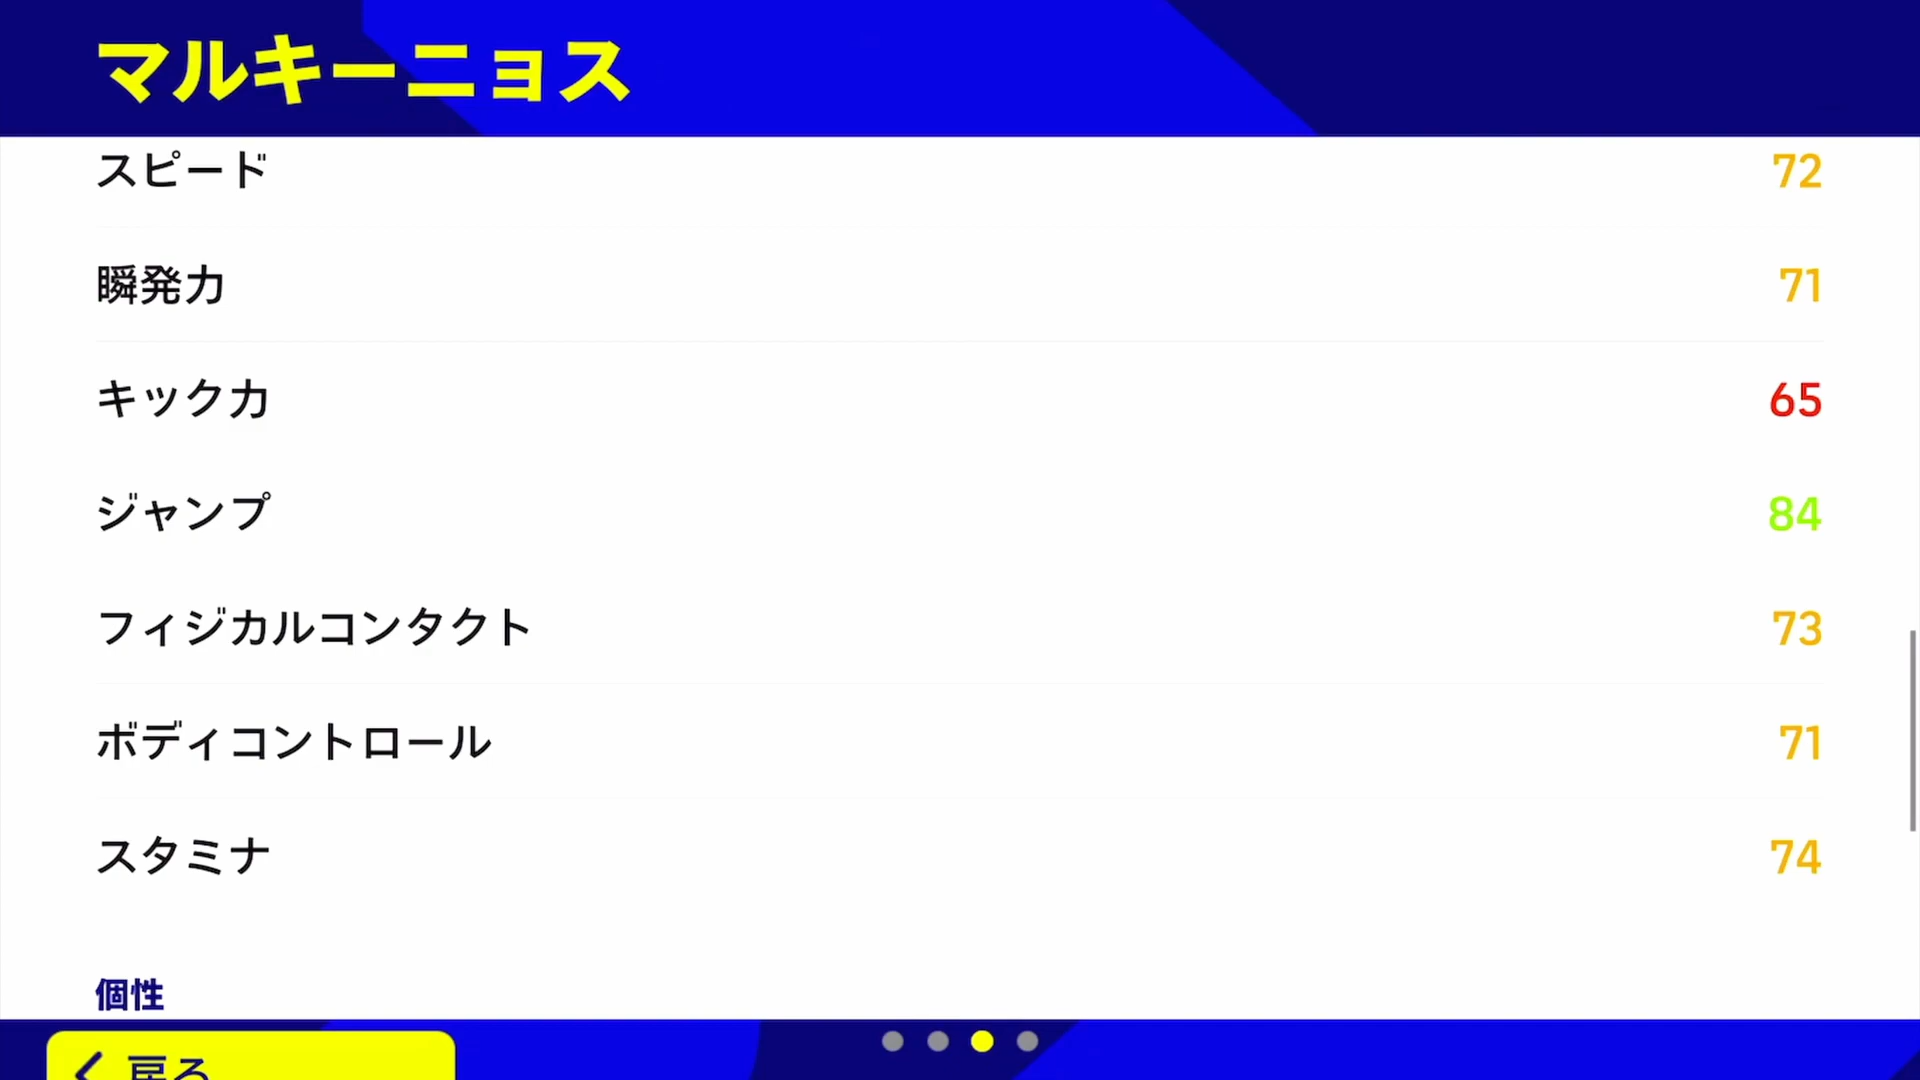 マルキーニョス
スピード 72
瞬発力 71
キック力 65
ジャンプ 84
フィジカルコンタクト 73
ボディコントロール 71
スタミナ 74
個性
戻る